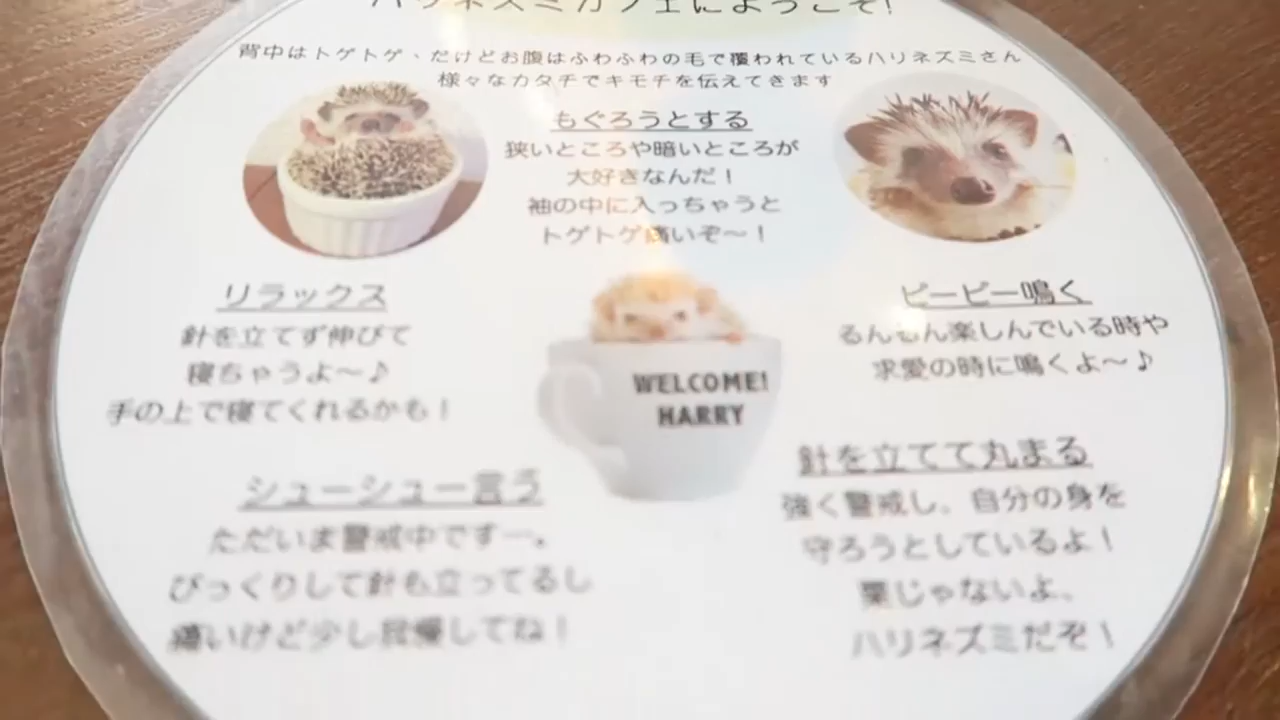 ハリネズミカフェにようこそ!
背中はトゲトゲ、だけどお腹はふわふわの毛で覆われているハリネズミさん
様々なカタチでキモチを伝えてきます
もぐろうとする
狭いところや暗いところが
大好きなんだ！
袖の中に入っちゃうと
トゲトゲ痛いぞ〜！
リラックス
針を立てず伸びて
寝ちゃうよ〜♪
手の上で寝てくれるかも！
ピーピー鳴く
るんるん楽しんでいる時や
求愛の時に鳴くよ〜♪
WELCOME!
HARRY
シューシュー言う
ただいま警戒中です…。
びっくりして針も立ってるし
痛いけど少し我慢してね！
針を立てて丸まる
強く警戒し、自分の身を
守ろうとしているよ！
栗じゃないよ、
ハリネズミだぞ！